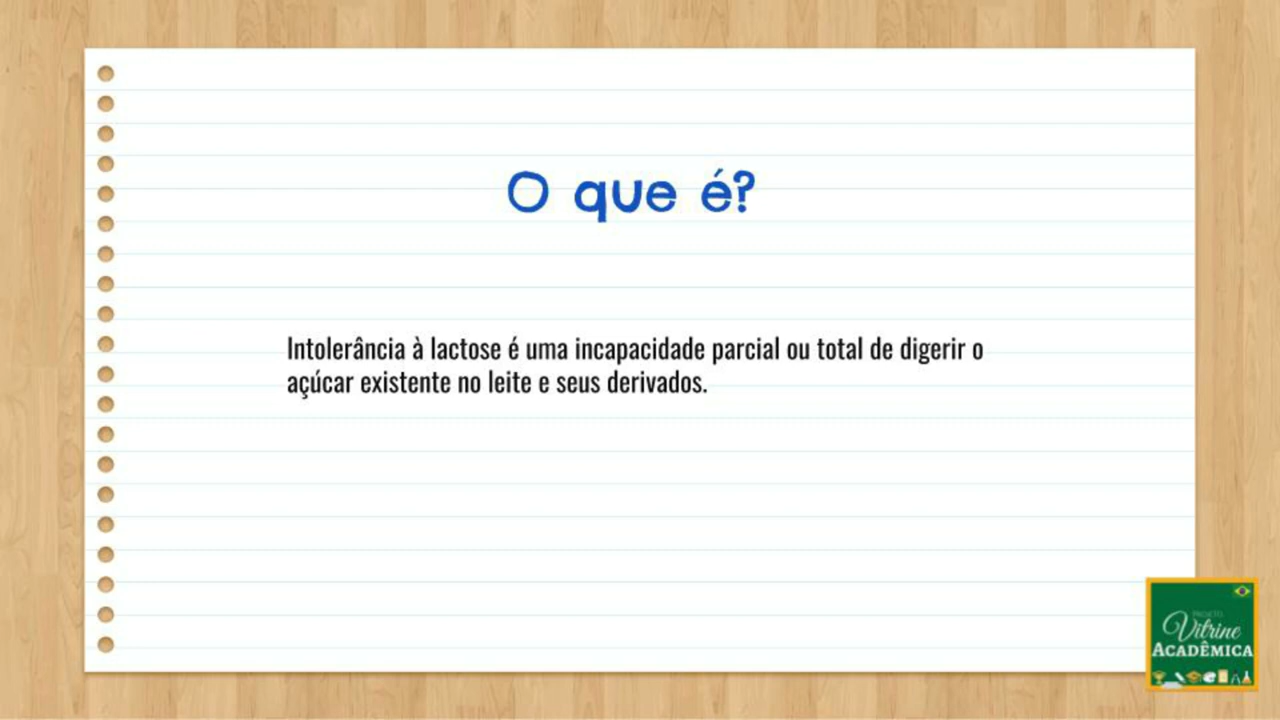 O que é?
Intolerância à lactose é uma incapacidade parcial ou total de digerir o
açúcar existente no leite e seus derivados.
PROJETO
Vitrine
ACADÊMICA